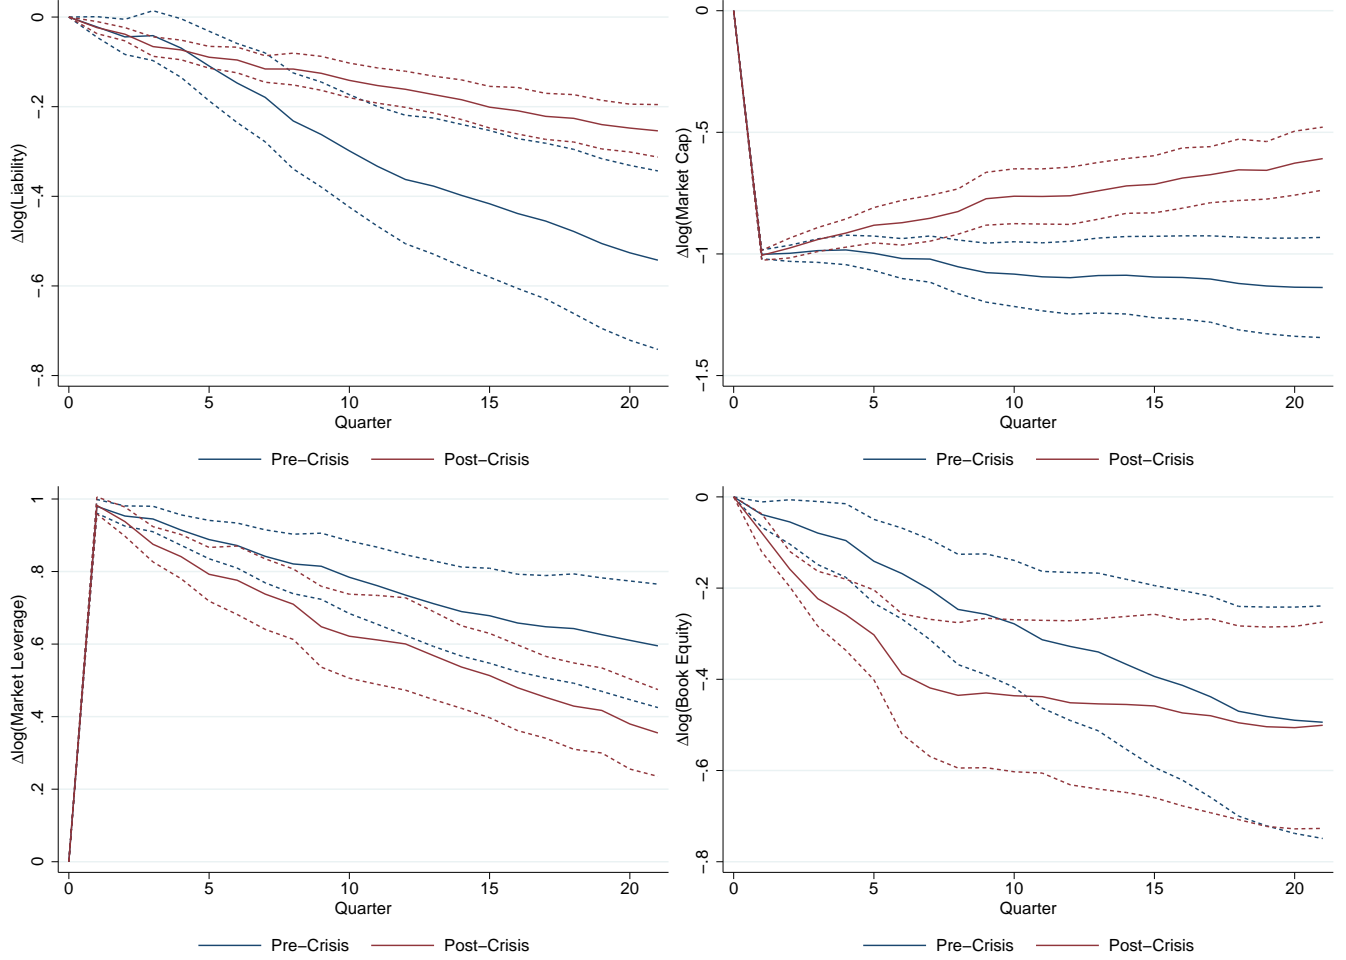 Δlog(Liability)
0
−.2
−.4
−.6
−.8
0 5 10 15 20
Quarter
Pre−Crisis Post−Crisis
Δlog(Market Cap)
0
−.5
−1
−1.5
0 5 10 15 20
Quarter
Pre−Crisis Post−Crisis
Δlog(Market Leverage)
1
.8
.6
.4
.2
0
0 5 10 15 20
Quarter
Pre−Crisis Post−Crisis
Δlog(Book Equity)
0
−.2
−.4
−.6
−.8
0 5 10 15 20
Quarter
Pre−Crisis Post−Crisis